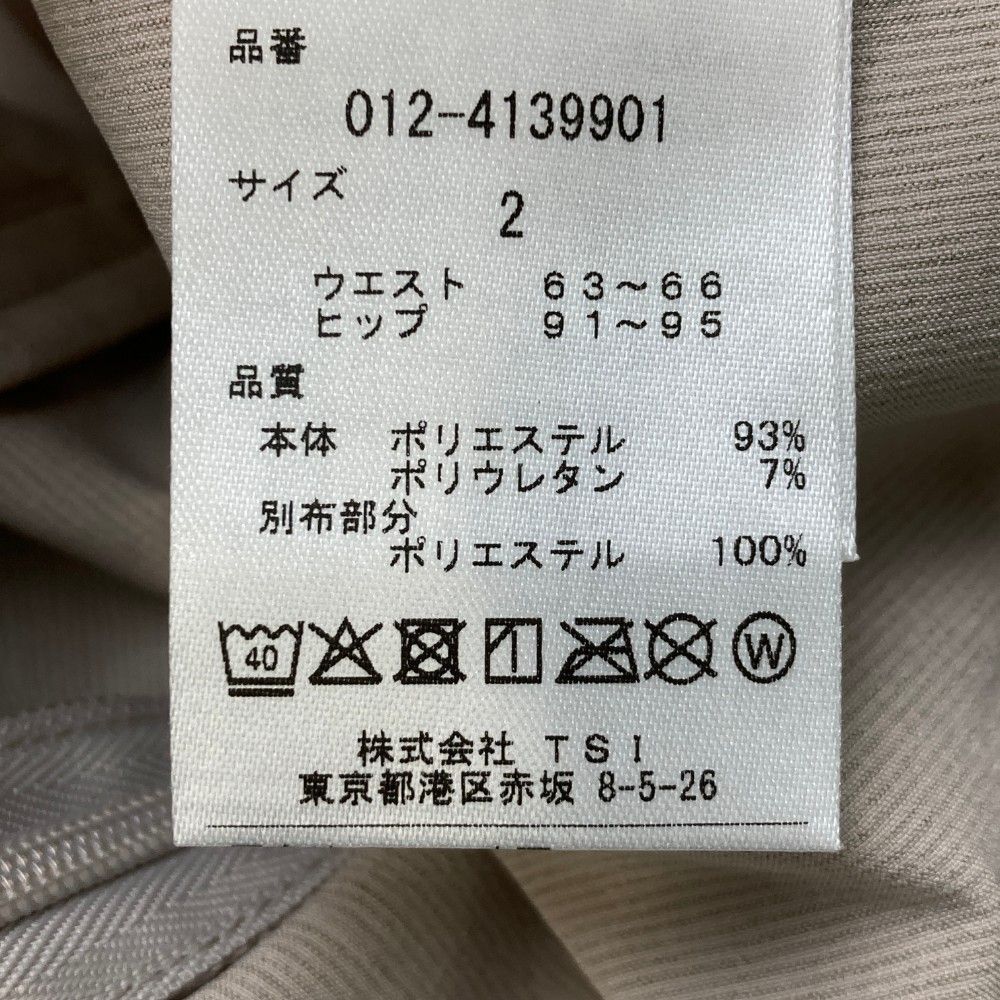 品番
012-4139901
サイズ
2
ウエスト 63～66
ヒップ 91～95
品質
本体 ポリエステル 93%
ポリウレタン 7%
別布部分
ポリエステル 100%
40 W
株式会社 TSI
東京都港区赤坂 8-5-26